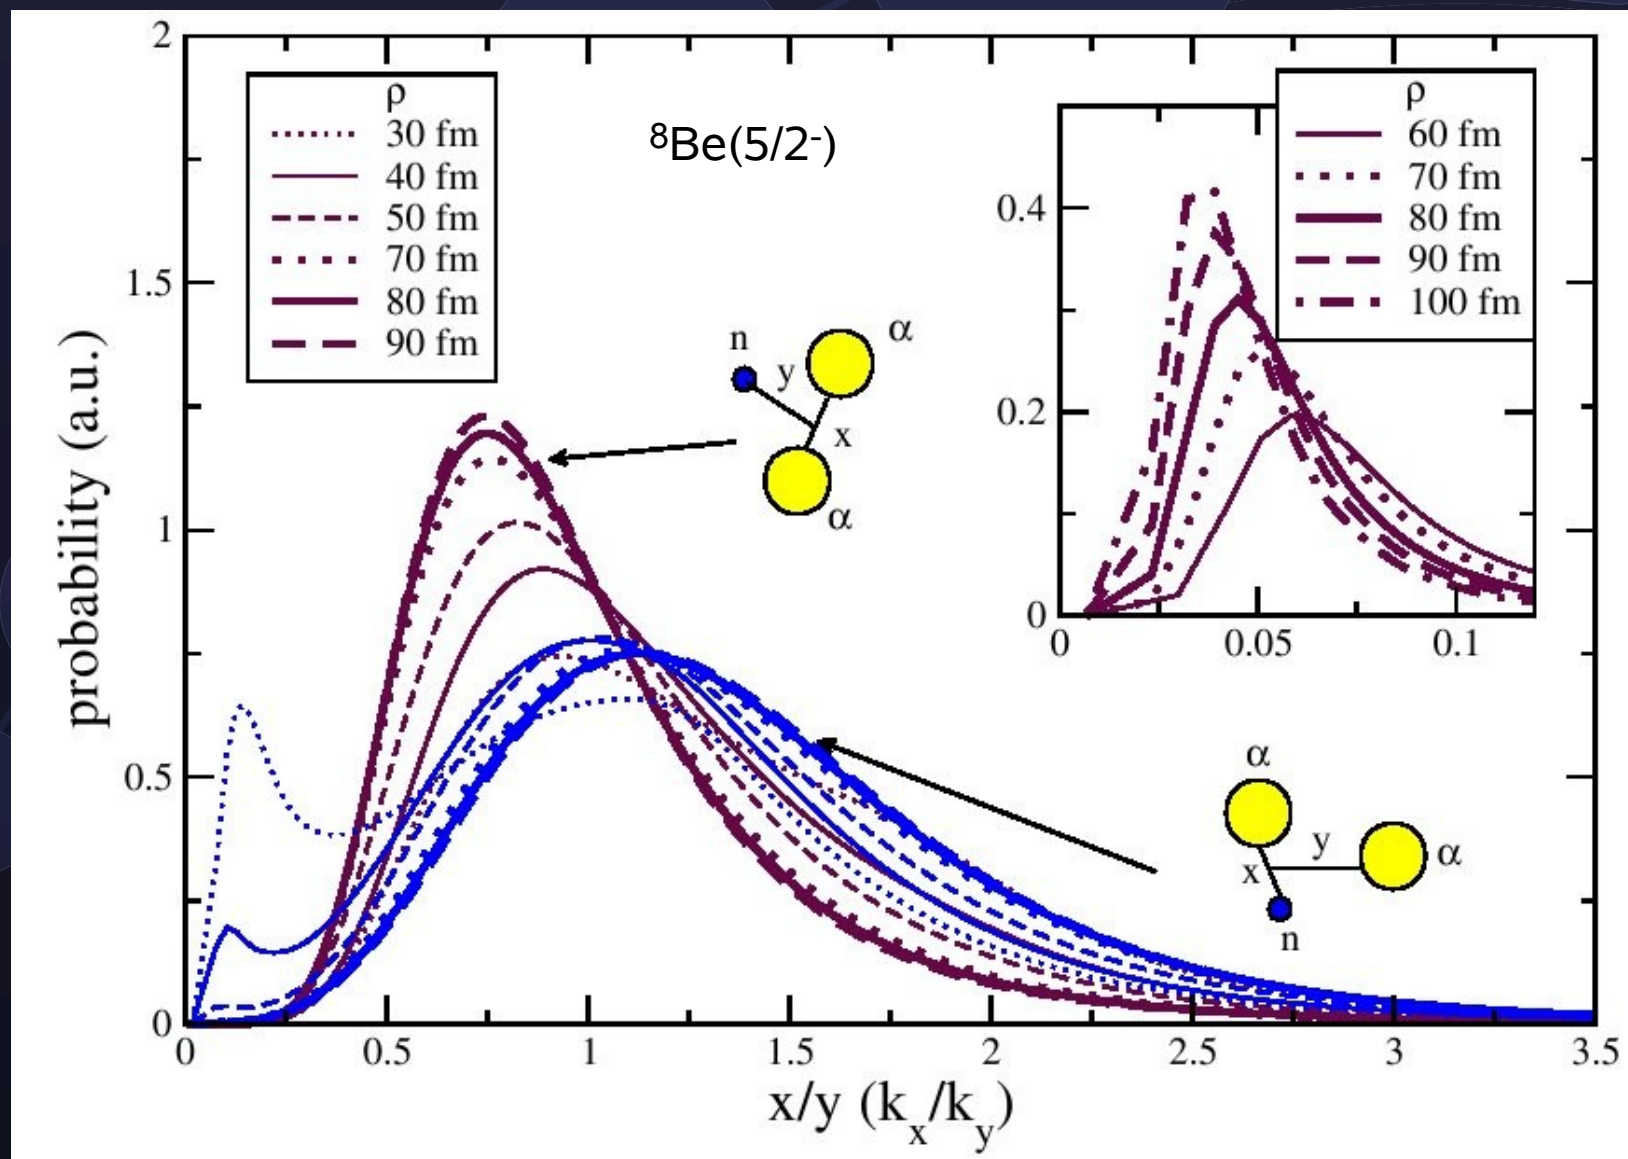 2
1.5
1
0.5
0
probability (a.u.)
ρ
30 fm
40 fm
50 fm
70 fm
80 fm
90 fm
⁸Be(5/2⁻)
n
y
α
x
α
ρ
60 fm
70 fm
80 fm
90 fm
100 fm
0.4
0.2
0
0
0.05
0.1
α
y
α
x
n
0
0.5
1
1.5
2
2.5
3
3.5
x/y (kₓ/k_y)